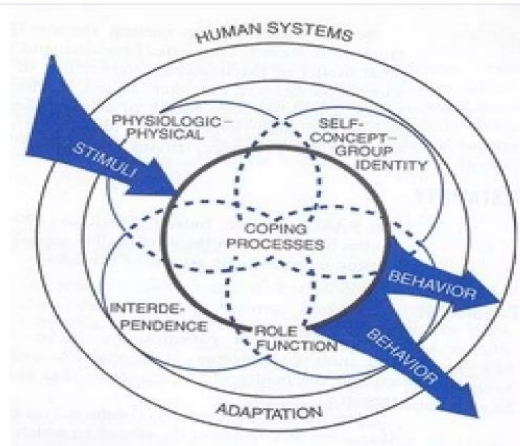 HUMAN SYSTEMS
PHYSIOLOGIC–
PHYSICAL
SELF-
CONCEPT–
GROUP
IDENTITY
STIMULI
COPING
PROCESSES
BEHAVIOR
INTERDE-
PENDENCE
ROLE
FUNCTION
BEHAVIOR
ADAPTATION